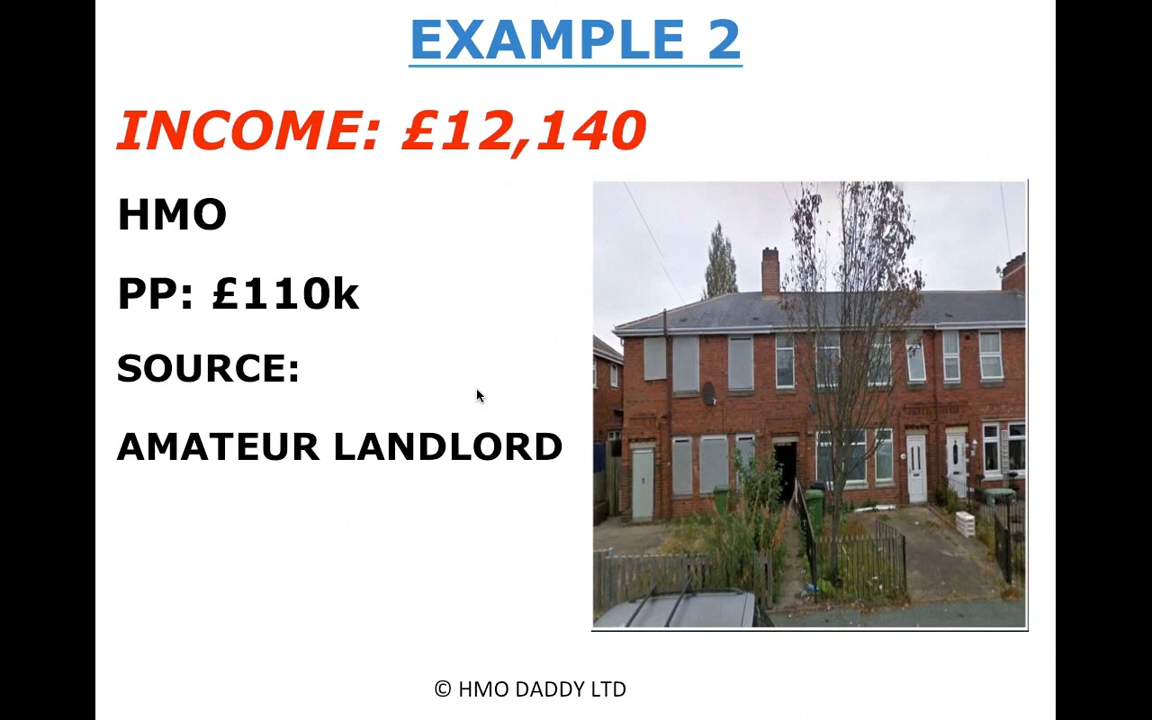 EXAMPLE 2
INCOME: £12,140
HMO
PP: £110k
SOURCE:
AMATEUR LANDLORD
© HMO DADDY LTD